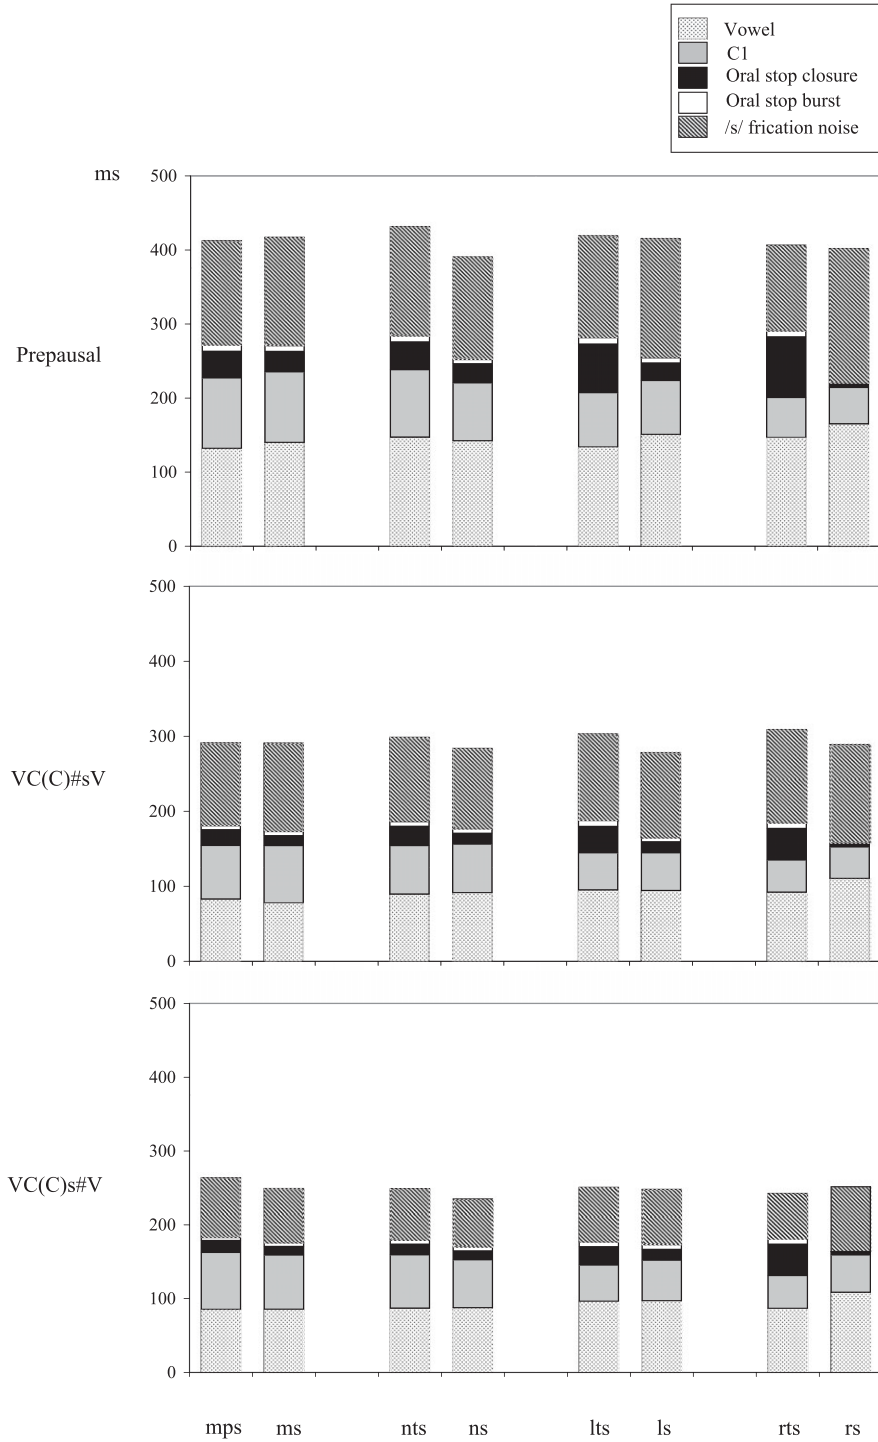 Vowel
C1
Oral stop closure
Oral stop burst
/s/ frication noise
ms
500
400
300
200
100
0
Prepausal
500
400
300
200
100
0
VC(C)#sV
500
400
300
200
100
0
VC(C)s#V
mps ms nts ns lts ls rts rs